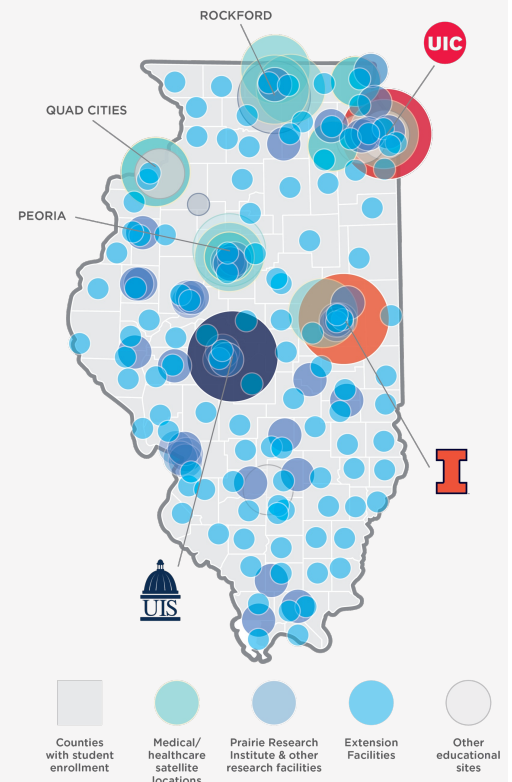 ROCKFORD
UIC
QUAD CITIES
PEORIA
I
UIS
Counties
with student
enrollment
Medical/
healthcare
satellite
locations
Prairie Research
Institute & other
research facilities
Extension
Facilities
Other
educational
sites